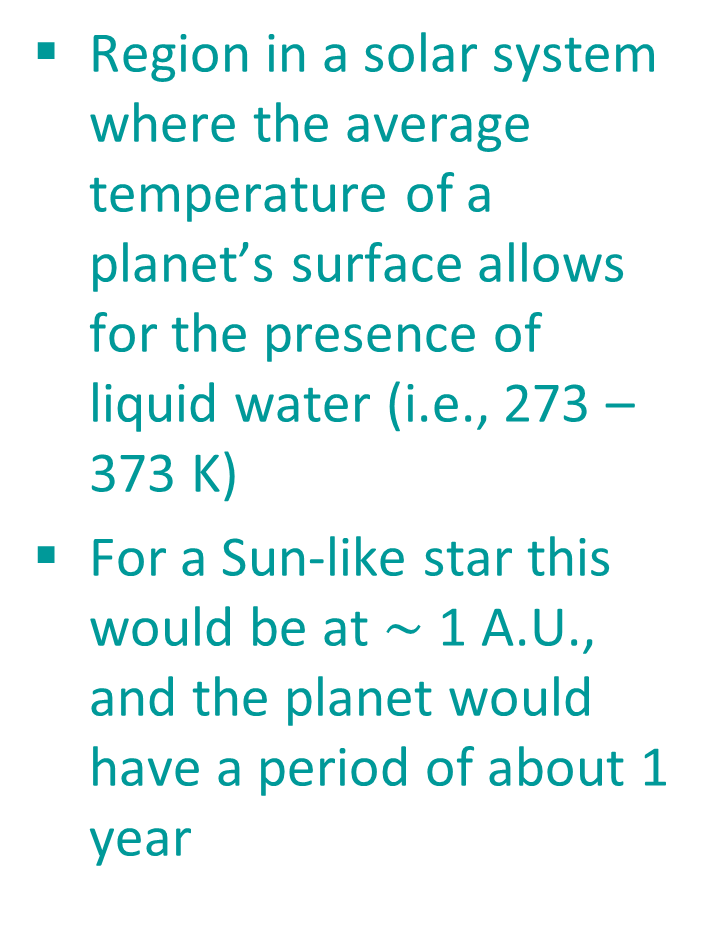 ▪ Region in a solar system
where the average
temperature of a
planet’s surface allows
for the presence of
liquid water (i.e., 273 –
373 K)
▪ For a Sun-like star this
would be at ~ 1 A.U.,
and the planet would
have a period of about 1
year